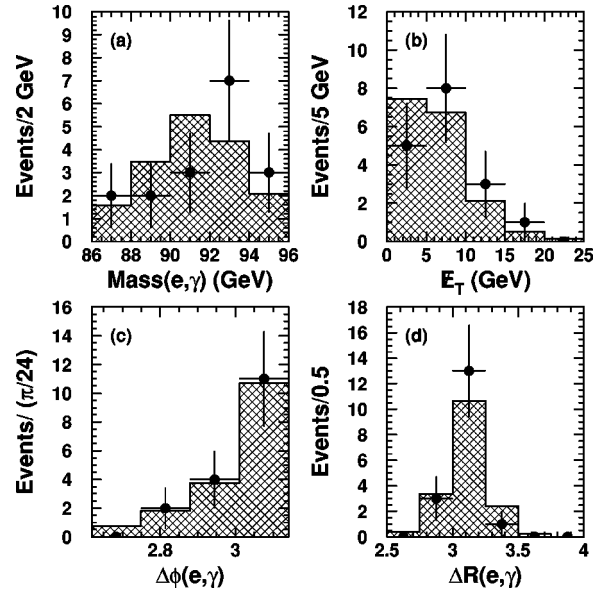 (a)
Events/2 GeV
10
9
8
7
6
5
4
3
2
1
0
86 88 90 92 94 96
Mass(e,γ) (GeV)
(b)
Events/5 GeV
12
10
8
6
4
2
0
0 5 10 15 20 25
E_T (GeV)
(c)
Events/ (π/24)
16
14
12
10
8
6
4
2
0
2.8 3
Δϕ(e,γ)
(d)
Events/0.5
18
16
14
12
10
8
6
4
2
0
2.5 3 3.5 4
ΔR(e,γ)